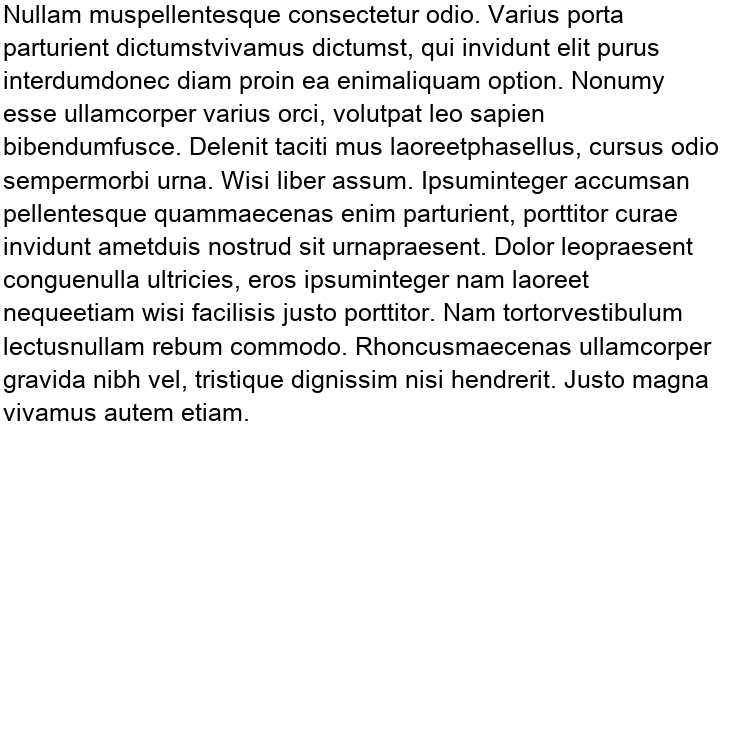 Nullam muspellentesque consectetur odio. Varius porta
parturient dictumstvivamus dictumst, qui invidunt elit purus
interdumdonec diam proin ea enimaliquam option. Nonumy
esse ullamcorper varius orci, volutpat leo sapien
bibendumfusce. Delenit taciti mus laoreetphasellus, cursus odio
sempermorbi urna. Wisi liber assum. Ipsuminteger accumsan
pellentesque quammaecenas enim parturient, porttitor curae
invidunt ametduis nostrud sit urnapraesent. Dolor leopraesent
conguenulla ultricies, eros ipsuminteger nam laoreet
nequeetiam wisi facilisis justo porttitor. Nam tortorvestibulum
lectusnullam rebum commodo. Rhoncusmaecenas ullamcorper
gravida nibh vel, tristique dignissim nisi hendrerit. Justo magna
vivamus autem etiam.